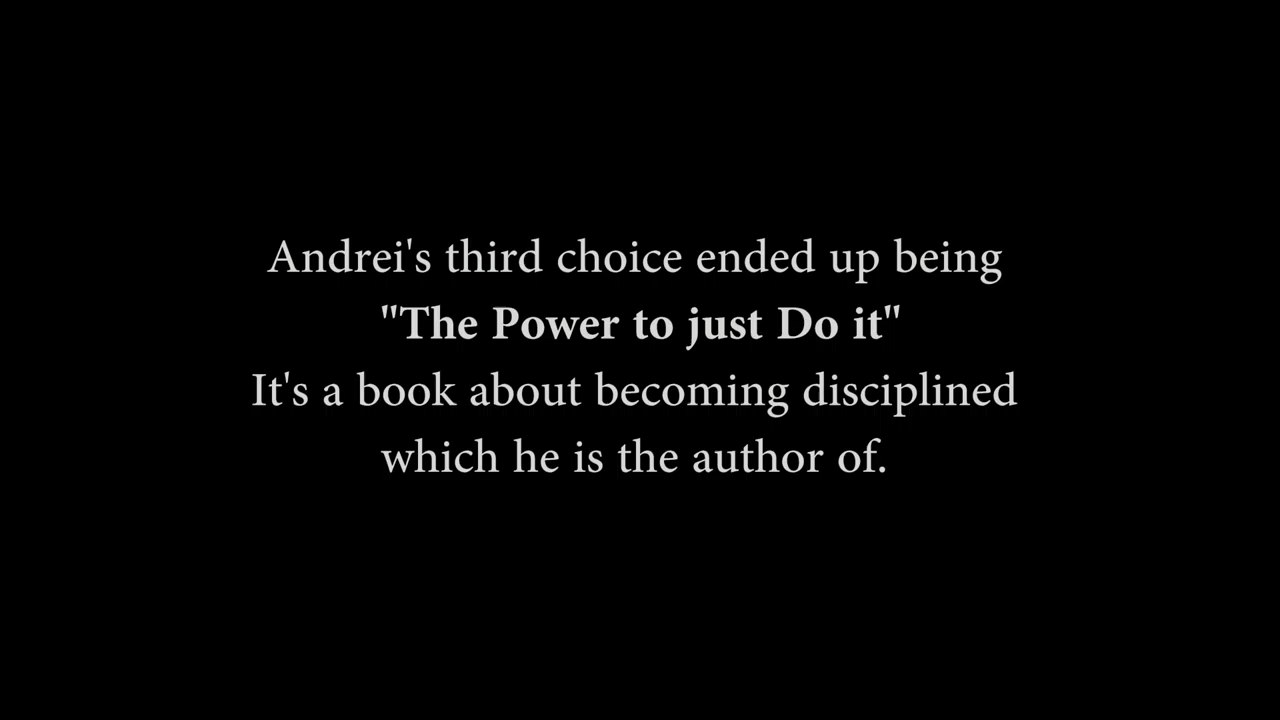 Andrei's third choice ended up being
"The Power to just Do it"
It's a book about becoming disciplined
which he is the author of.